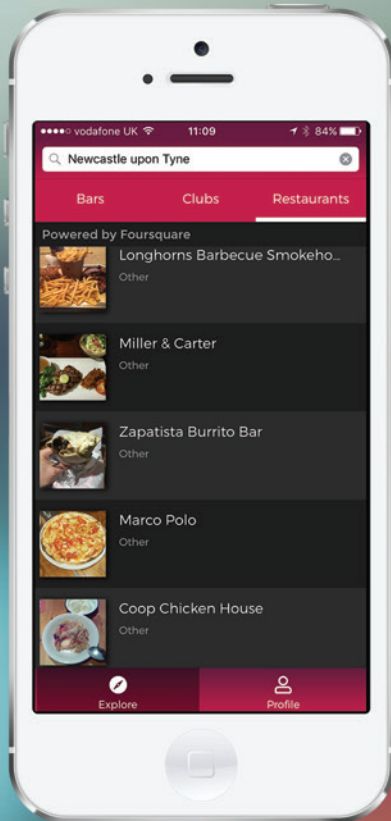 vodafone UK 11:09 84%
Newcastle upon Tyne
Bars Clubs Restaurants
Powered by Foursquare
Longhorns Barbecue Smokeho...
Other
Miller & Carter
Other
Zapatista Burrito Bar
Other
Marco Polo
Other
Coop Chicken House
Other
Explore Profile